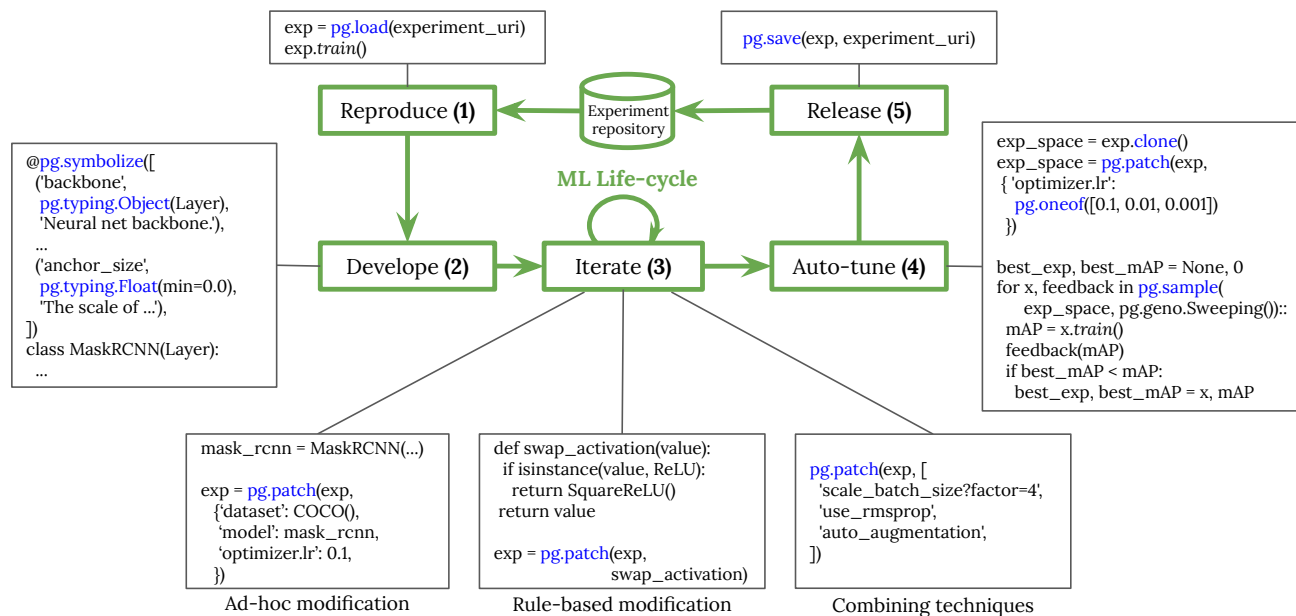 exp = pg.load(experiment_uri)
exp.train()
pg.save(exp, experiment_uri)
Reproduce (1)
Experiment
repository
Release (5)
@pg.symbolize([
('backbone',
pg.typing.Object(Layer),
'Neural net backbone.'),
...
('anchor_size',
pg.typing.Float(min=0.0),
'The scale of ...'),
])
class MaskRCNN(Layer):
...
ML Life-cycle
Develope (2)
Iterate (3)
Auto-tune (4)
exp_space = exp.clone()
exp_space = pg.patch(exp,
{ 'optimizer.lr':
pg.oneof([0.1, 0.01, 0.001])
})
best_exp, best_mAP = None, 0
for x, feedback in pg.sample(
exp_space, pg.geno.Sweeping())::
mAP = x.train()
feedback(mAP)
if best_mAP < mAP:
best_exp, best_mAP = x, mAP
mask_rcnn = MaskRCNN(...)
exp = pg.patch(exp,
{‘dataset’: COCO(),
‘model’: mask_rcnn,
‘optimizer.lr’: 0.1,
})
Ad-hoc modification
def swap_activation(value):
if isinstance(value, ReLU):
return SquareReLU()
return value
exp = pg.patch(exp,
swap_activation)
Rule-based modification
pg.patch(exp, [
'scale_batch_size?factor=4',
'use_rmsprop',
'auto_augmentation',
])
Combining techniques